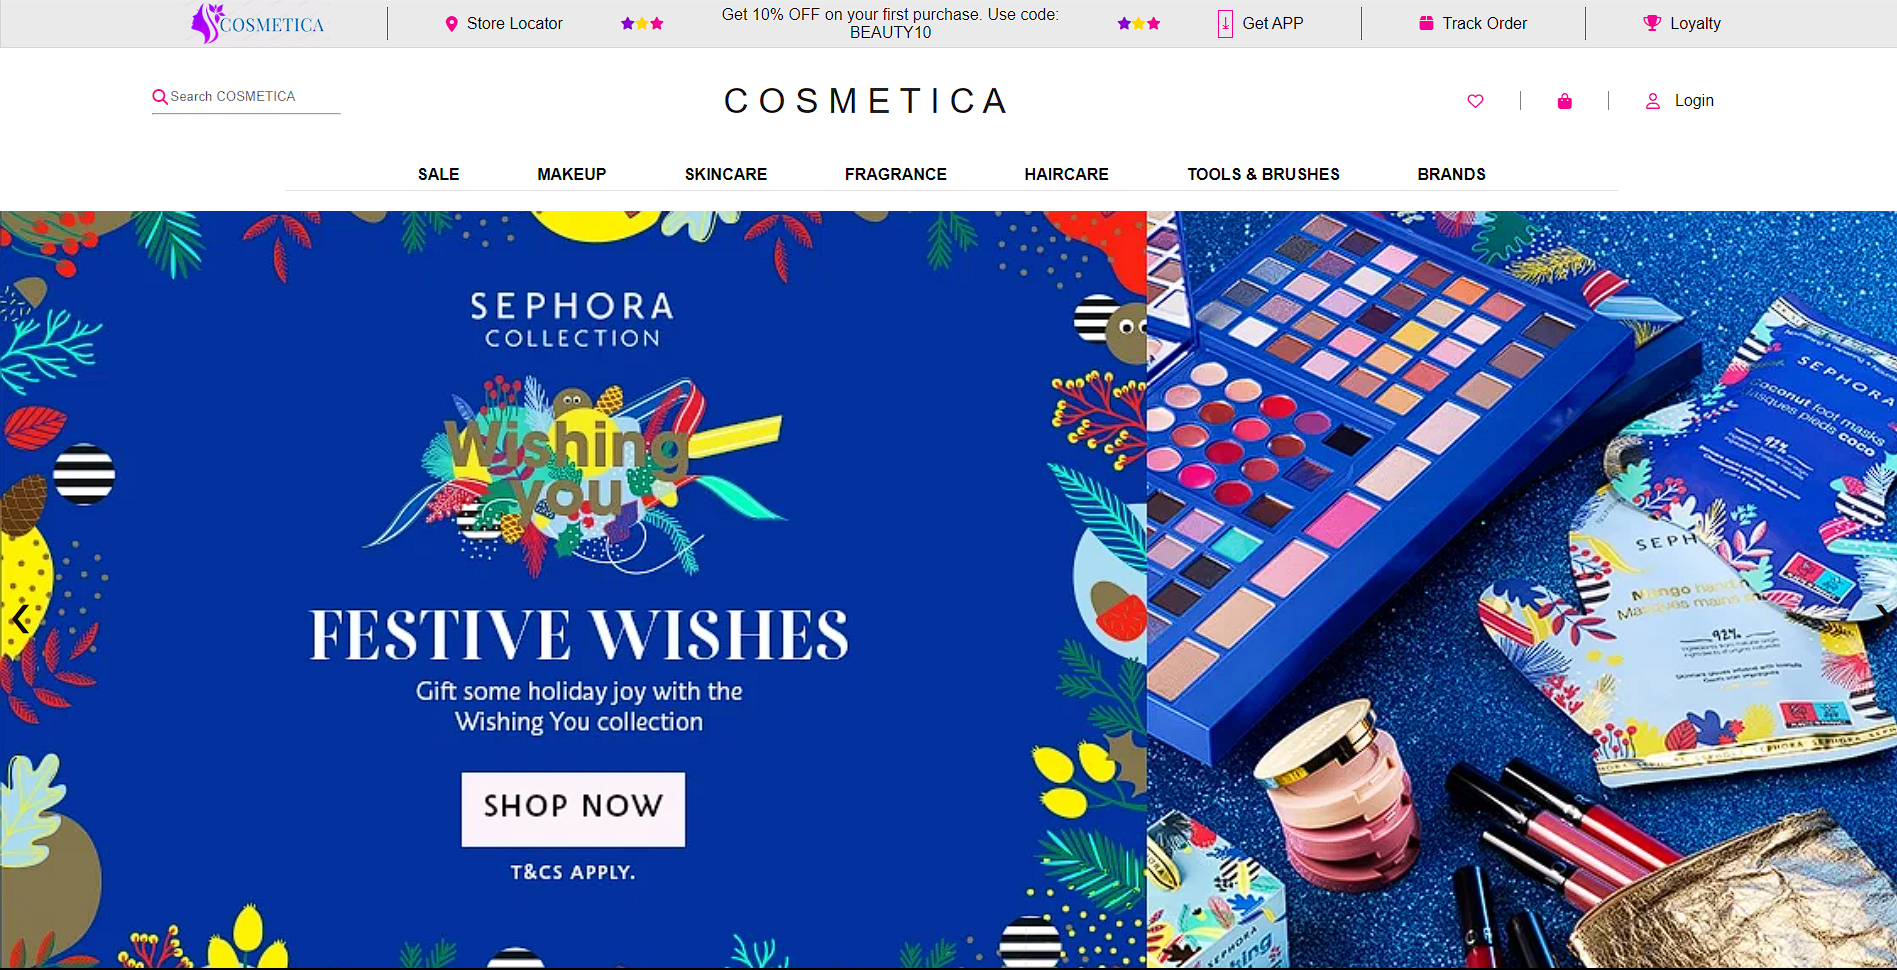 COSMETICA
Store Locator
Get 10% OFF on your first purchase. Use code:
BEAUTY10
Get APP
Track Order
Loyalty
Search COSMETICA
COSMETICA
Login
SALE
MAKEUP
SKINCARE
FRAGRANCE
HAIRCARE
TOOLS & BRUSHES
BRANDS
SEPHORA
COLLECTION
Wishing
you
FESTIVE WISHES
Gift some holiday joy with the
Wishing You collection
SHOP NOW
T&CS APPLY.
SEPHORA
Coconut foot masks
Masques pieds coco
92%
SEPH
Mango hand
Masques mains
92%
SEPHORA